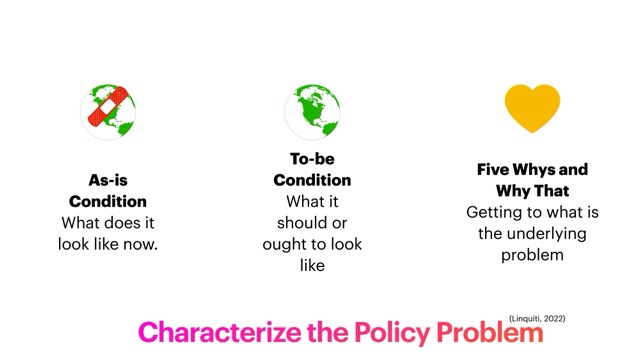 As-is
Condition
What does it
look like now.
To-be
Condition
What it
should or
ought to look
like
Five Whys and
Why That
Getting to what is
the underlying
problem
(Linquiti, 2022)
Characterize the Policy Problem